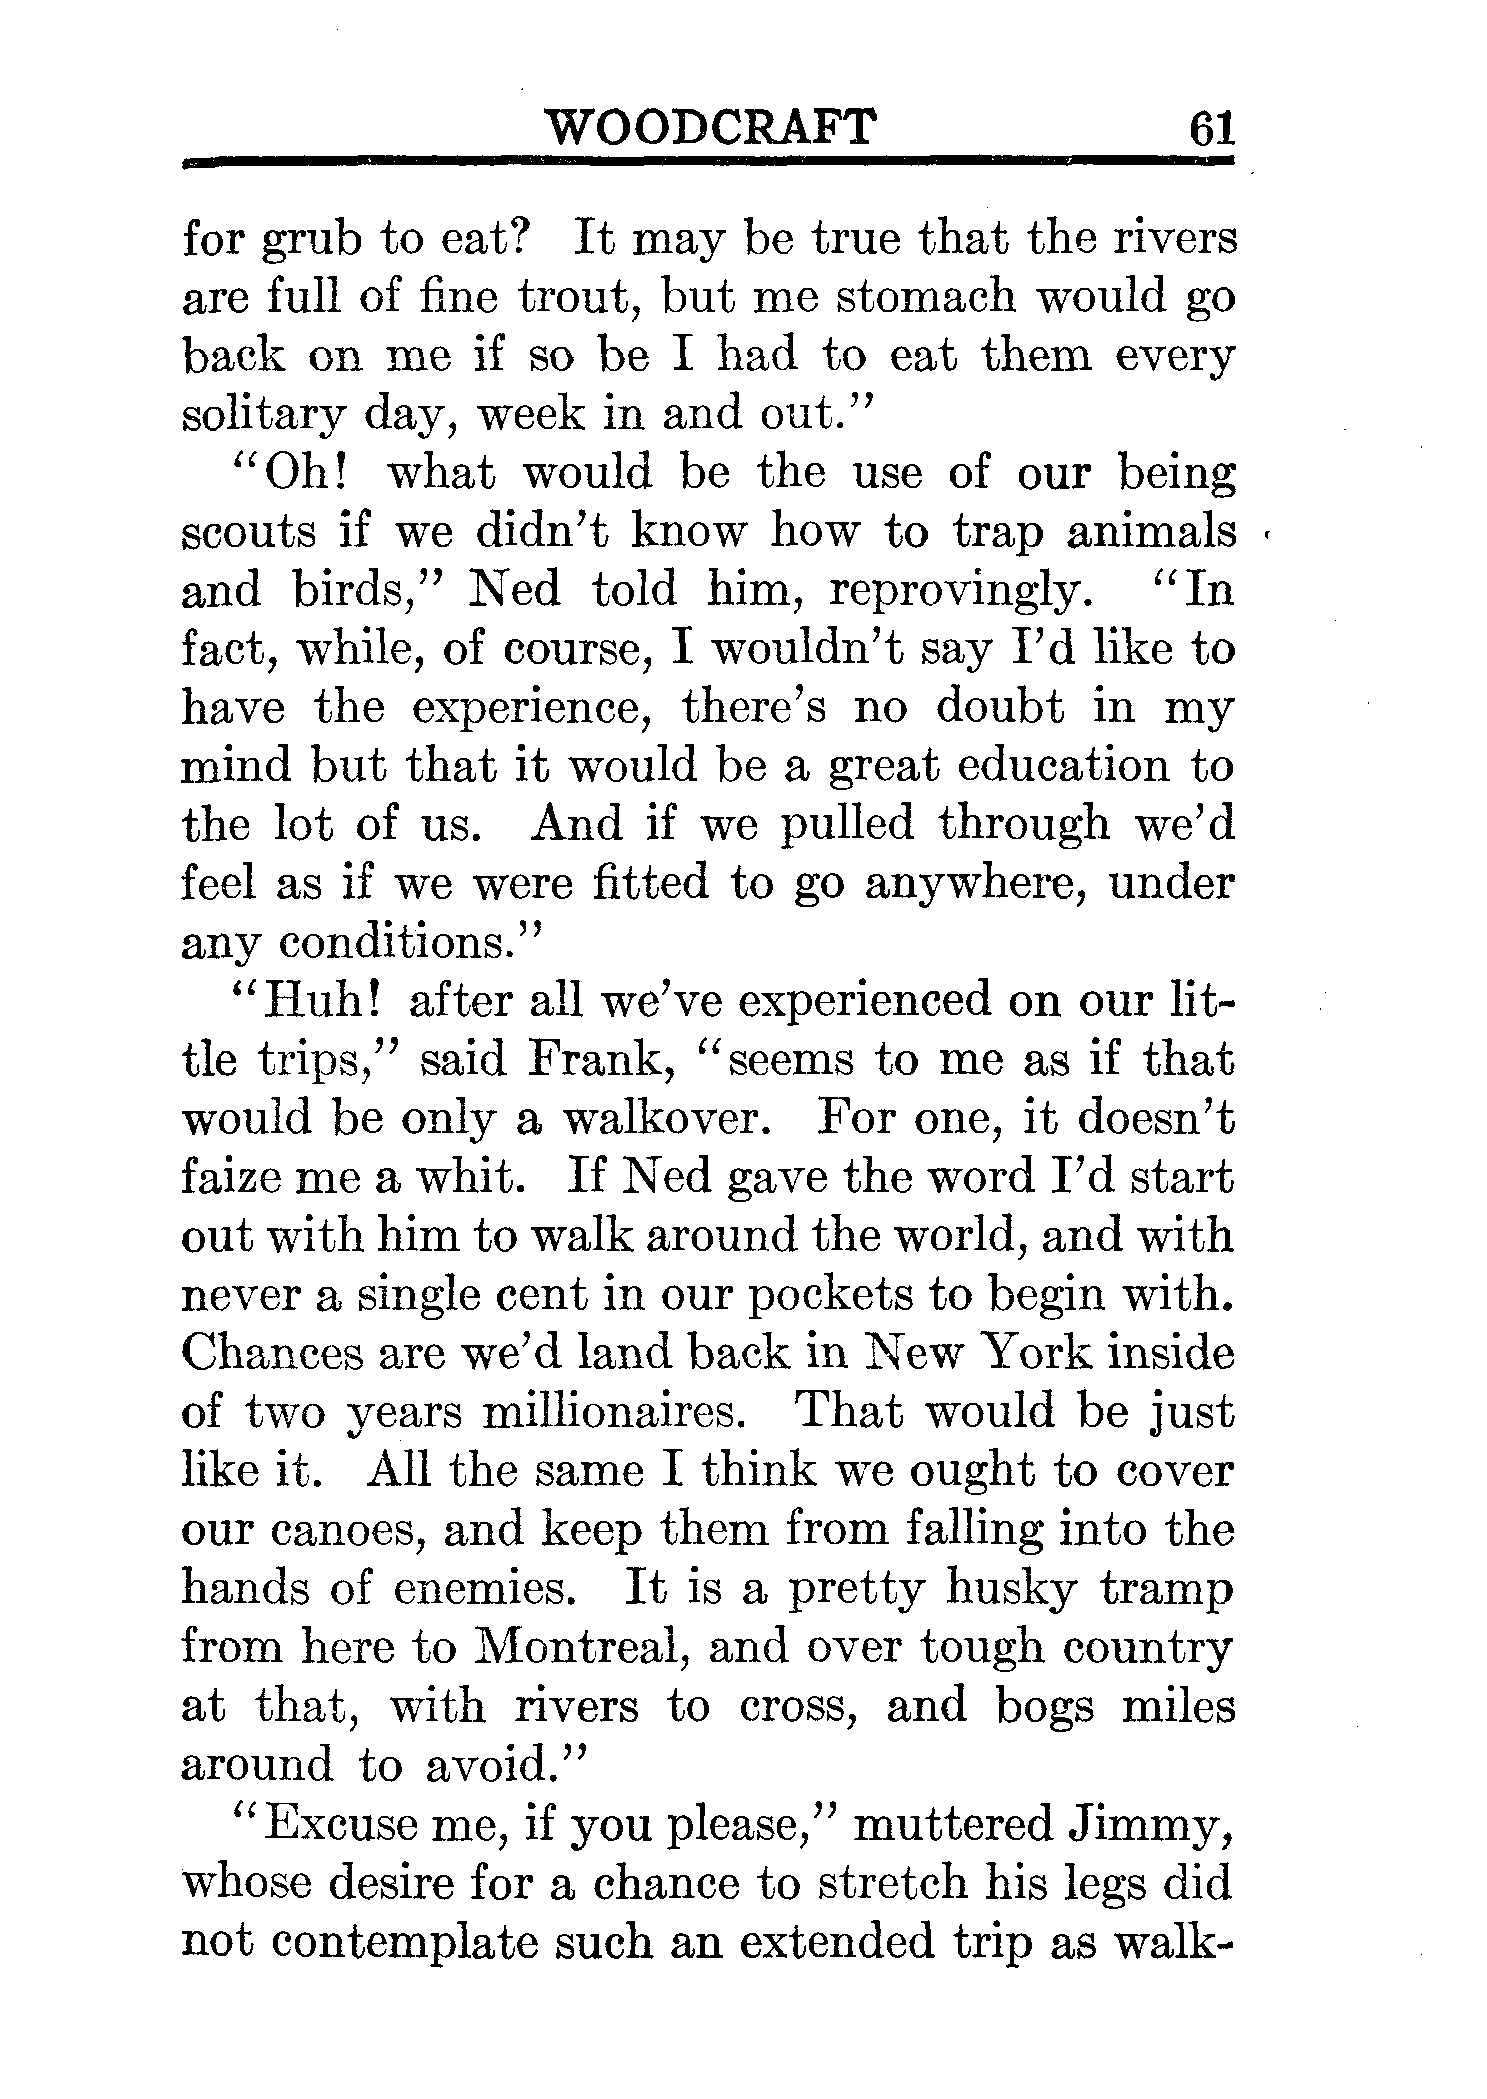 WOODCRAFT 61
for grub to eat? It may be true that the rivers
are full of fine trout, but me stomach would go
back on me if so be I had to eat them every
solitary day, week in and out.”
“Oh! what would be the use of our being
scouts if we didn’t know how to trap animals
and birds,” Ned told him, reprovingly. “In
fact, while, of course, I wouldn’t say I’d like to
have the experience, there’s no doubt in my
mind but that it would be a great education to
the lot of us. And if we pulled through we’d
feel as if we were fitted to go anywhere, under
any conditions.”
“Huh! after all we’ve experienced on our lit-
tle trips,” said Frank, “seems to me as if that
would be only a walkover. For one, it doesn’t
faize me a whit. If Ned gave the word I’d start
out with him to walk around the world, and with
never a single cent in our pockets to begin with.
Chances are we’d land back in New York inside
of two years millionaires. That would be just
like it. All the same I think we ought to cover
our canoes, and keep them from falling into the
hands of enemies. It is a pretty husky tramp
from here to Montreal, and over tough country
at that, with rivers to cross, and bogs miles
around to avoid.”
“Excuse me, if you please,” muttered Jimmy,
whose desire for a chance to stretch his legs did
not contemplate such an extended trip as walk-